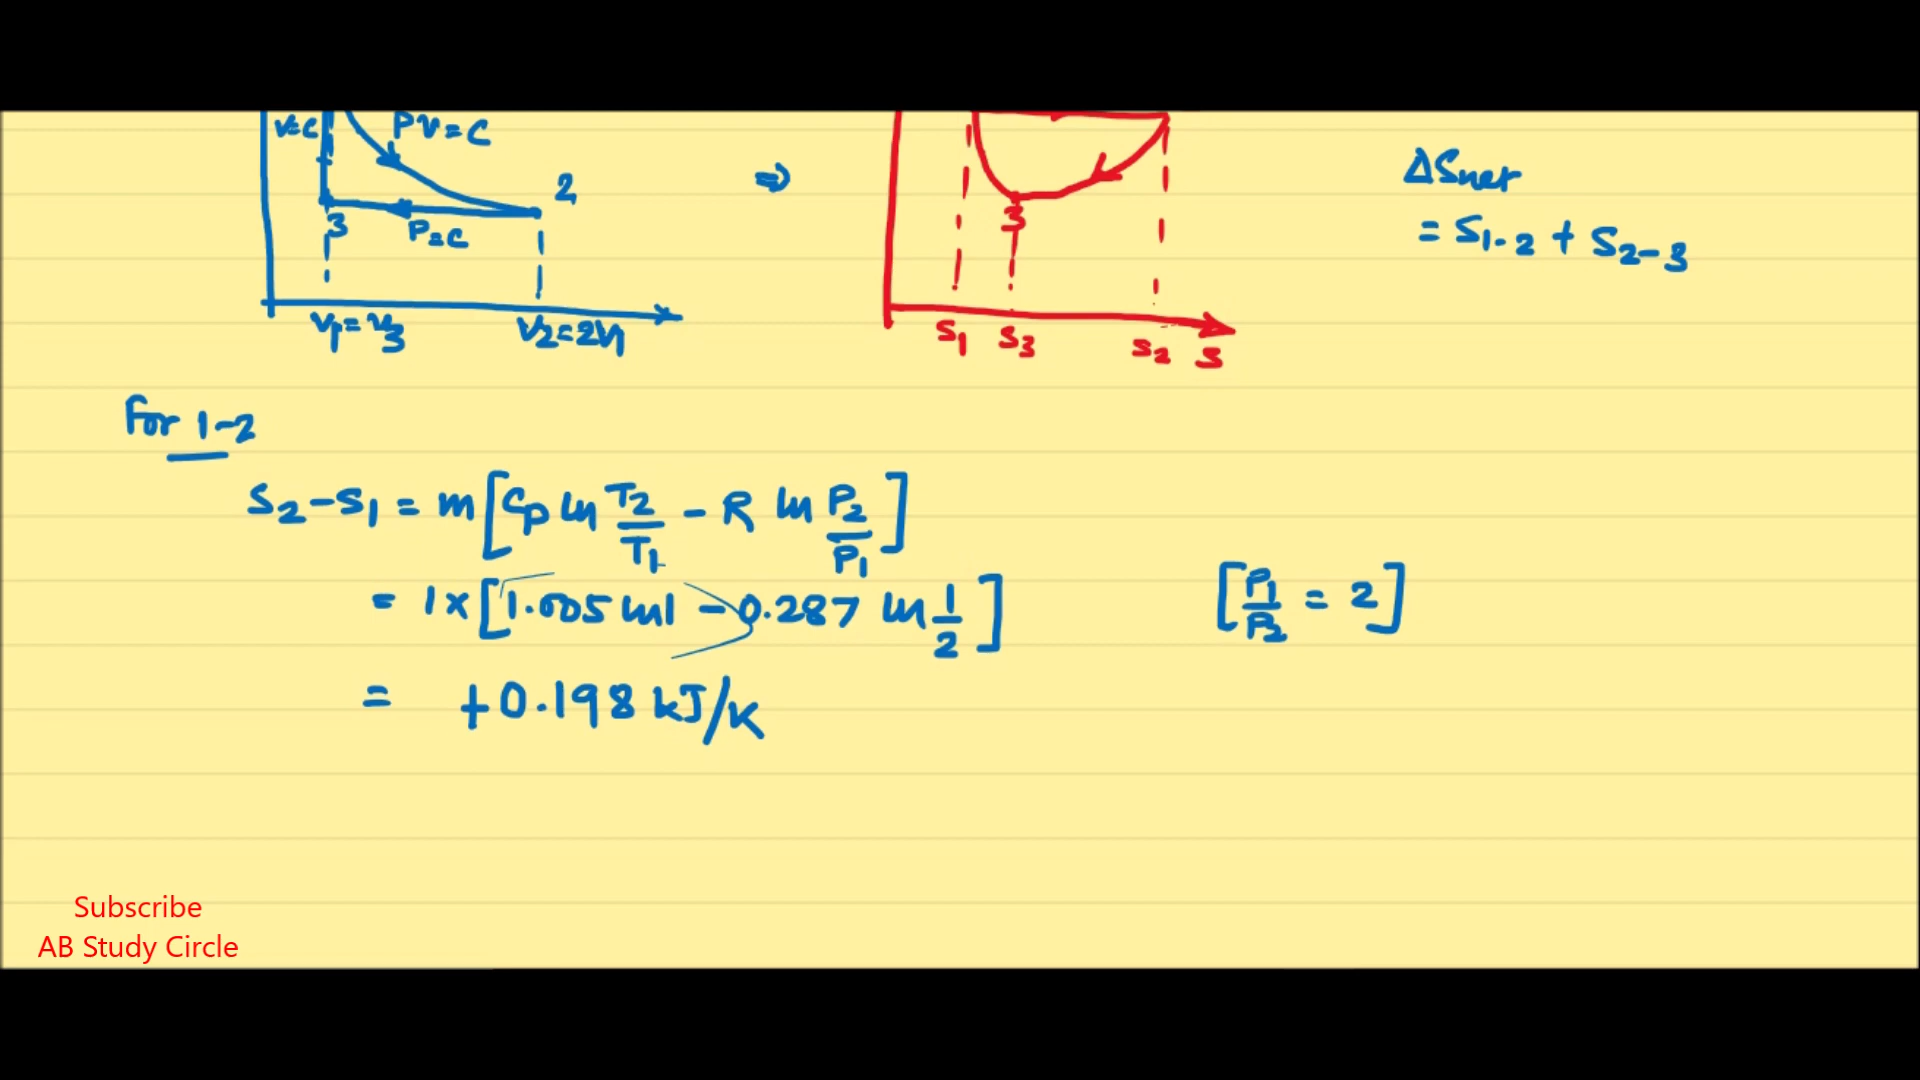 v=c
Pv=c
2
3
P=c
v1=v3
v2=2v1
⇒
3
s1
s3
s2
s
ΔSnet
= S1-2 + S2-3
For 1-2
S2-S1 = m[Cp ln T2/T1 - R ln P2/P1]
= 1x[1.005 ln1 - 0.287 ln 1/2]
[P1/P2 = 2]
= +0.198 kJ/K
Subscribe
AB Study Circle